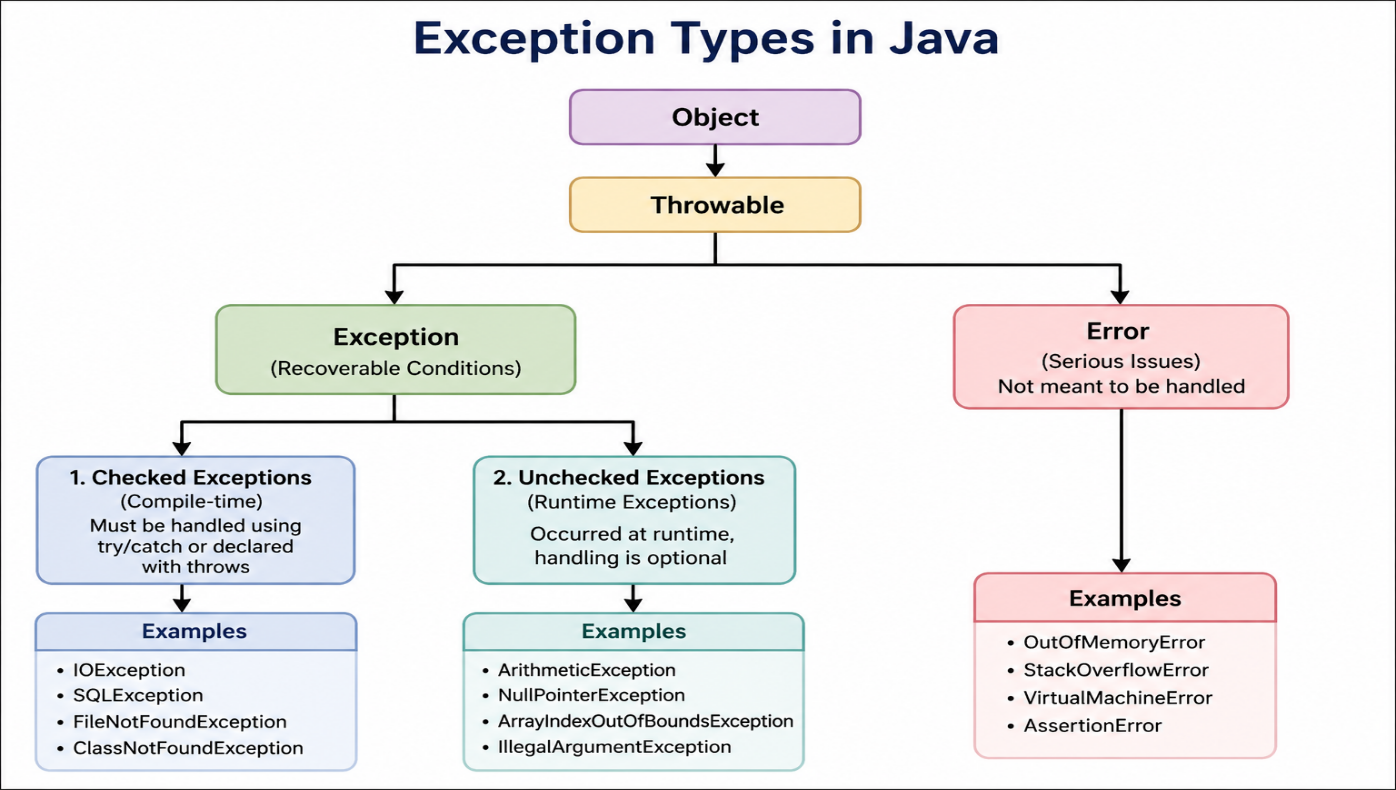 Exception Types in Java
Object
Throwable
Exception
(Recoverable Conditions)
Error
(Serious Issues)
Not meant to be handled
1. Checked Exceptions
(Compile-time)
Must be handled using
try/catch or declared
with throws
2. Unchecked Exceptions
(Runtime Exceptions)
Occurred at runtime,
handling is optional
Examples
• IOException
• SQLException
• FileNotFoundException
• ClassNotFoundException
Examples
• ArithmeticException
• NullPointerException
• ArrayIndexOutOfBoundsException
• IllegalArgumentException
Examples
• OutOfMemoryError
• StackOverflowError
• VirtualMachineError
• AssertionError